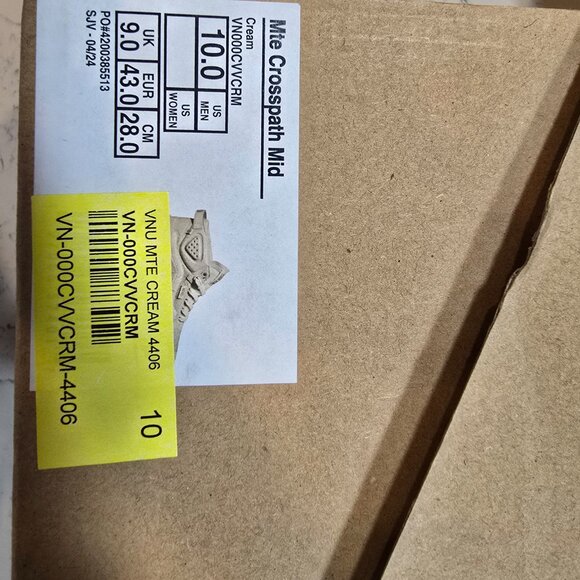 Mte Crosspath Mid
Cream
VN000CVVCRM
US MEN
10.0
US WOMEN
UK EUR CM
9.0 43.0 28.0
PO#4200385513
SJV - 04/24
VNU MTE CREAM 4406
VN-000CVVCRM
VN-000CVVCRM-4406
10